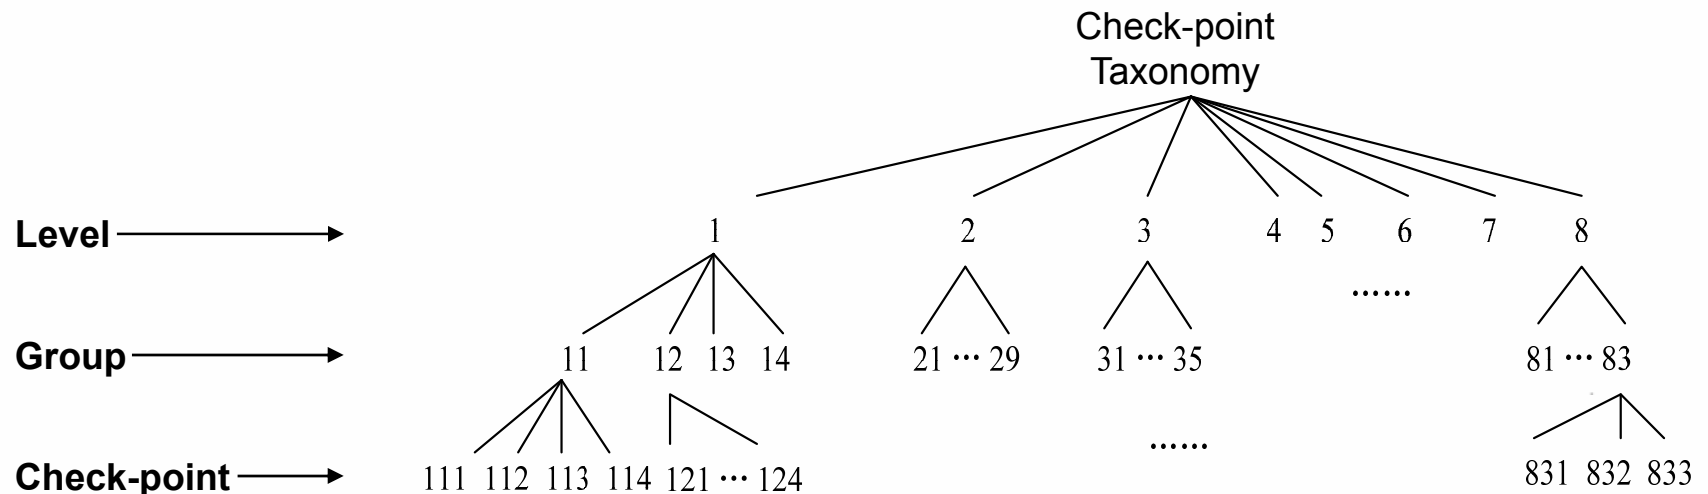 Check-point
Taxonomy
Level 1 2 3 4 5 6 7 8
......
Group 11 12 13 14 21 ... 29 31 ... 35 81 ... 83
......
Check-point 111 112 113 114 121 ... 124 831 832 833